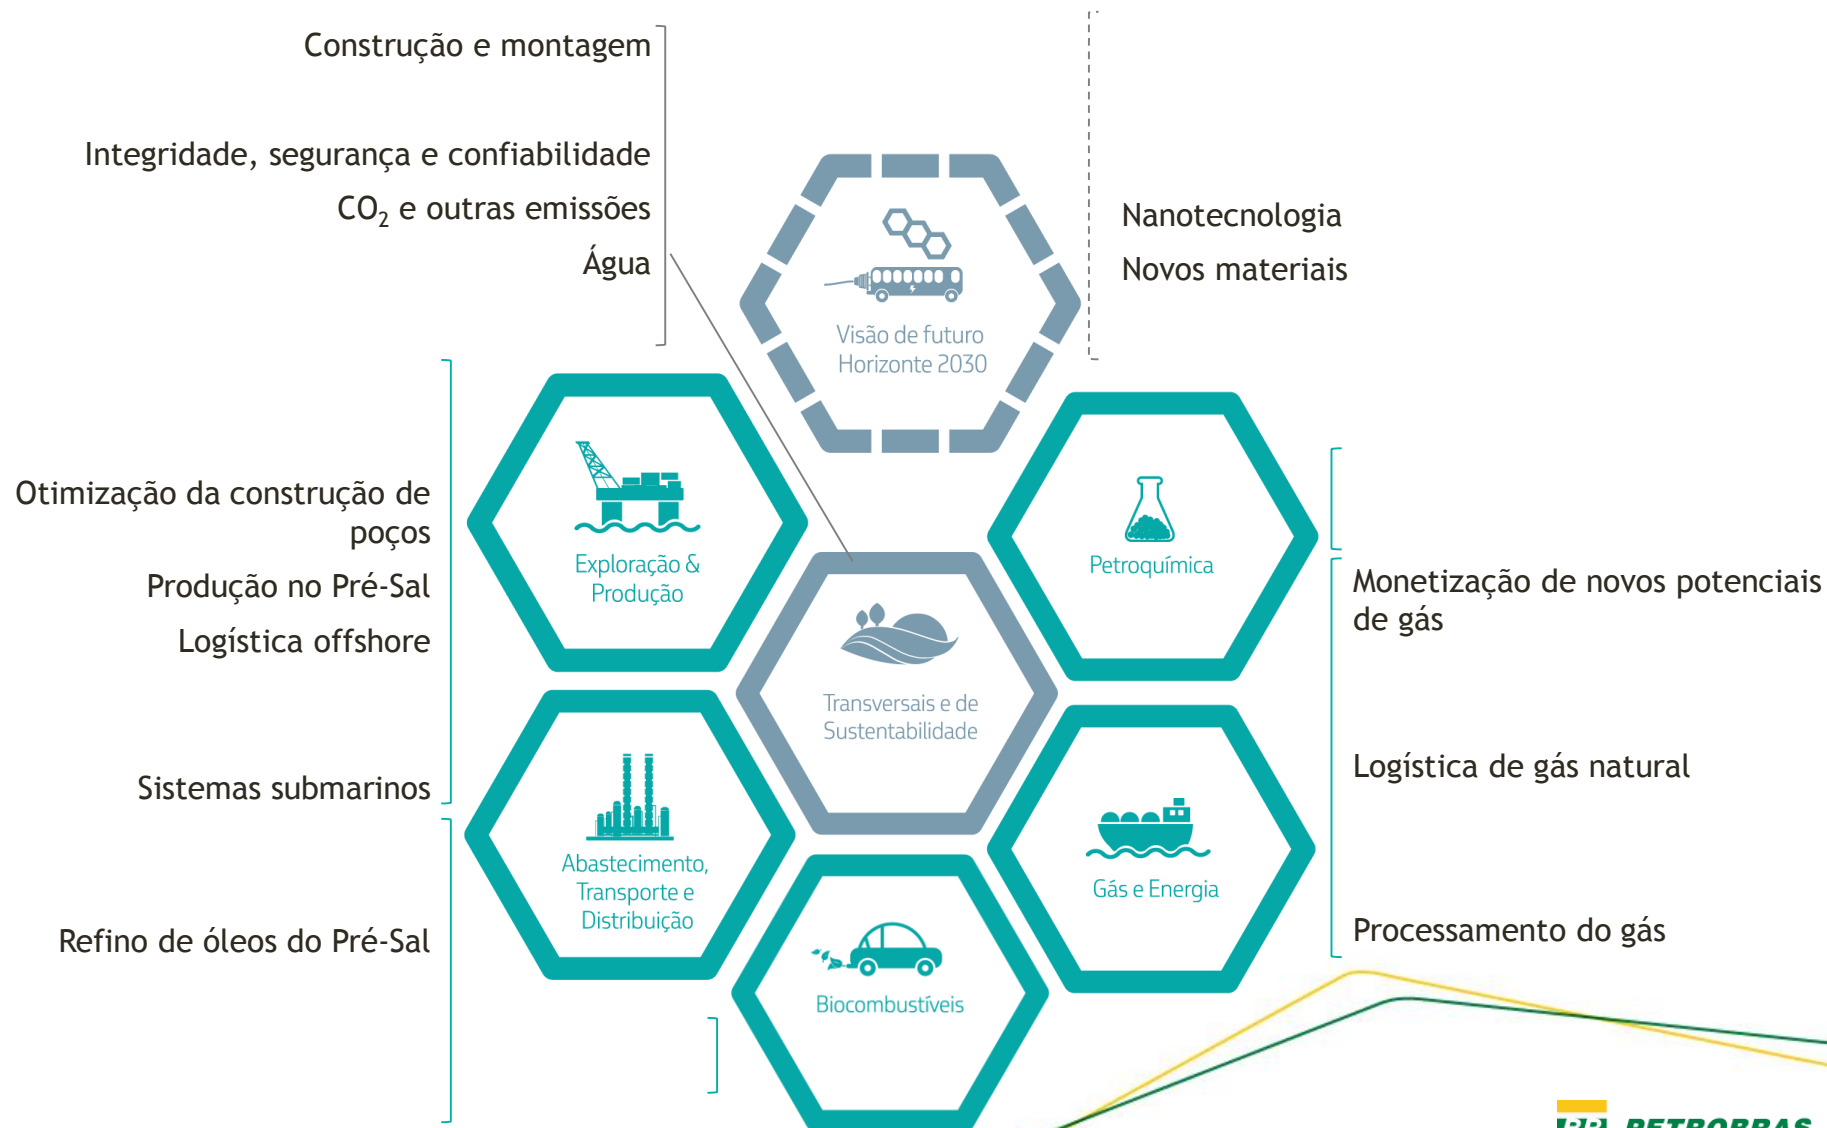 Construção e montagem
Integridade, segurança e confiabilidade
CO₂ e outras emissões
Água
Nanotecnologia
Novos materiais
Visão de futuro
Horizonte 2030
Otimização da construção de
poços
Produção no Pré-Sal
Logística offshore
Sistemas submarinos
Exploração &
Produção
Petroquímica
Monetização de novos potenciais
de gás
Logística de gás natural
Processamento do gás
Transversais e de
Sustentabilidade
Abastecimento,
Transporte e
Distribuição
Gás e Energia
Refino de óleos do Pré-Sal
Biocombustíveis
BR PETROBRAS